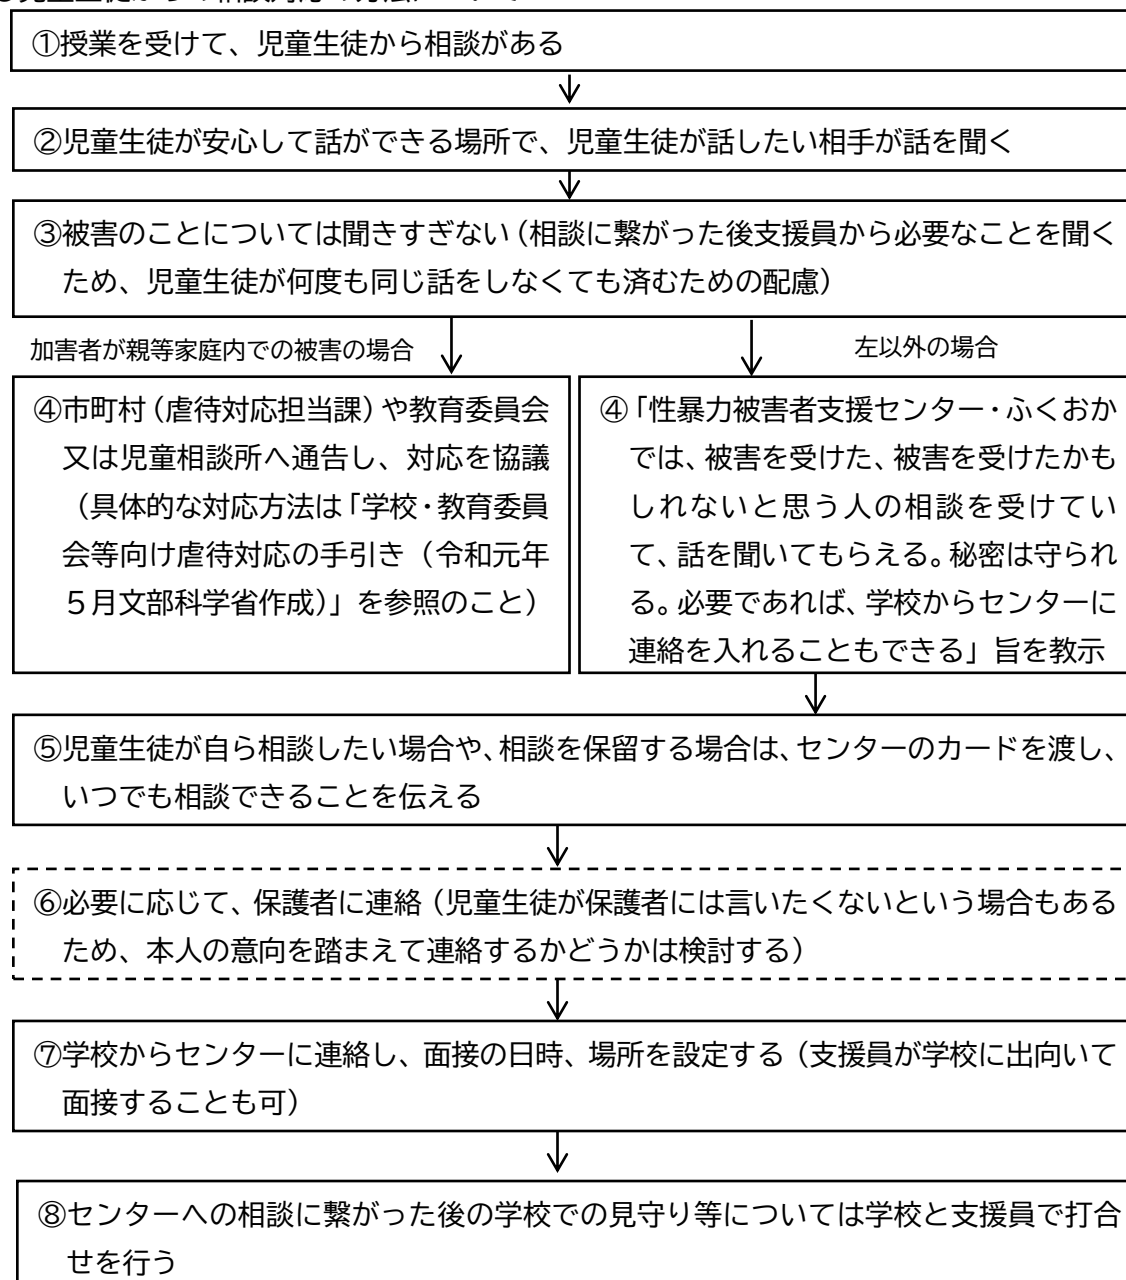 ①授業を受けて、児童生徒から相談がある
②児童生徒が安心して話ができる場所で、児童生徒が話したい相手が話を聞く
③被害のことについては聞きすぎない（相談に繋がった後支援員から必要なことを聞く
ため、児童生徒が何度も同じ話をしなくても済むための配慮）
加害者が親等家庭内での被害の場合
④市町村（虐待対応担当課）や教育委員会
又は児童相談所へ通告し、対応を協議
（具体的な対応方法は「学校・教育委員
会等向け虐待対応の手引き（令和元年
５月文部科学省作成）」を参照のこと）
左以外の場合
④「性暴力被害者支援センター・ふくおか
では、被害を受けた、被害を受けたかも
しれないと思う人の相談を受けてい
て、話を聞いてもらえる。秘密は守られ
る。必要であれば、学校からセンターに
連絡を入れることもできる」旨を教示
⑤児童生徒が自ら相談したい場合や、相談を保留する場合は、センターのカードを渡し、
いつでも相談できることを伝える
⑥必要に応じて、保護者に連絡（児童生徒が保護者には言いたくないという場合もある
ため、本人の意向を踏まえて連絡するかどうかは検討する）
⑦学校からセンターに連絡し、面接の日時、場所を設定する（支援員が学校に出向いて
面接することも可）
⑧センターへの相談に繋がった後の学校での見守り等については学校と支援員で打合
せを行う